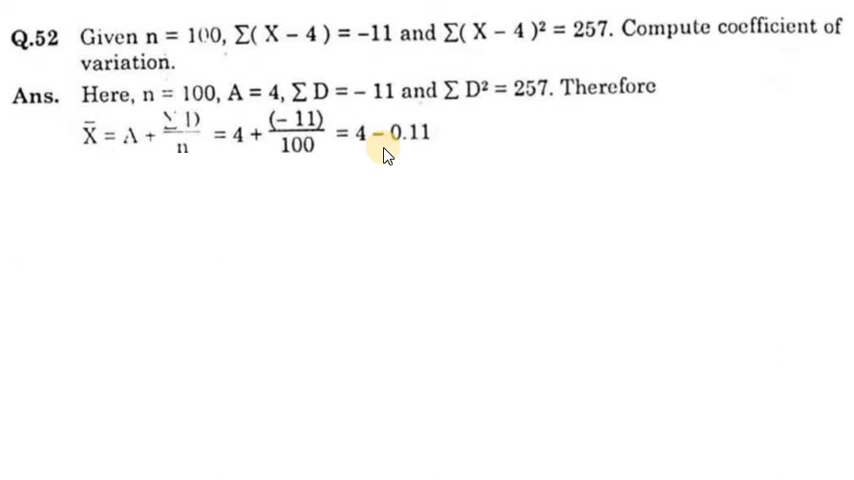 Q.52 Given n = 100, Σ( X – 4 ) = –11 and Σ( X – 4 )² = 257. Compute coefficient of
variation.
Ans. Here, n = 100, A = 4, Σ D = – 11 and Σ D² = 257. Therefore
X̄ = A + Σ D / n = 4 + (– 11) / 100 = 4 – 0.11